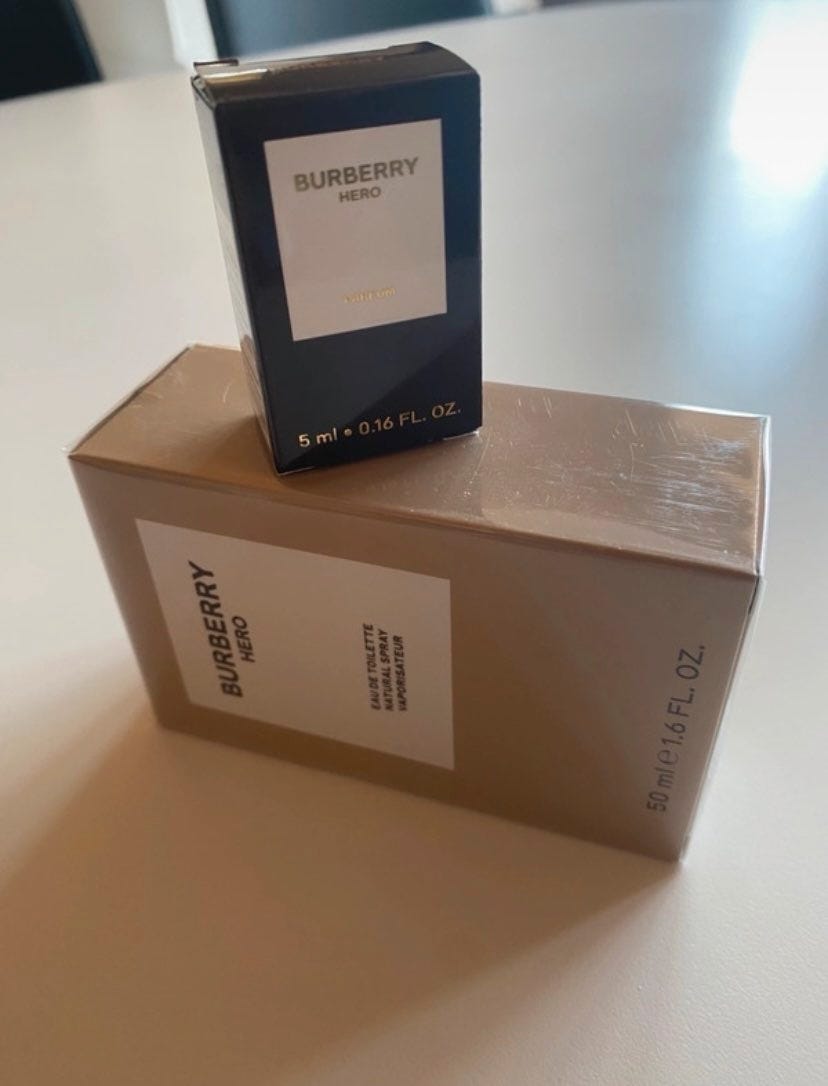 BURBERRY
HERO
PARFUM
5 ml • 0.16 FL. OZ.
BURBERRY
HERO
EAU DE TOILETTE
NATURAL SPRAY
VAPORISATEUR
50 ml ℮ 1.6 FL. OZ.